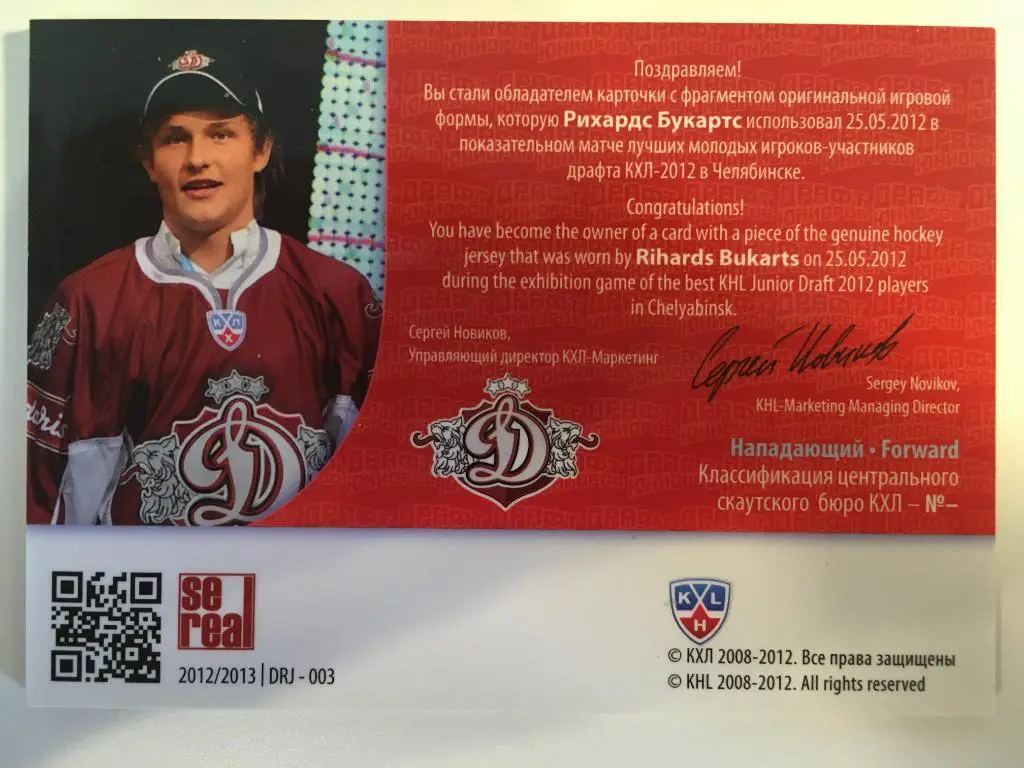 Поздравляем!
Вы стали обладателем карточки с фрагментом оригинальной игровой
формы, которую Рихардс Букартс использовал 25.05.2012 в
показательном матче лучших молодых игроков-участников
драфта КХЛ-2012 в Челябинске.
Congratulations!
You have become the owner of a card with a piece of the genuine hockey
jersey that was worn by Rihards Bukarts on 25.05.2012
during the exhibition game of the best KHL Junior Draft 2012 players
in Chelyabinsk.
Сергей Новиков,
Управляющий директор КХЛ-Маркетинг
Сергей Новиков
Sergey Novikov,
KHL-Marketing Managing Director
Нападающий • Forward
Классификация центрального
скаутского бюро КХЛ – №–
КХЛ
Д
Д
se
real
2012/2013 | DRJ - 003
KHL
© КХЛ 2008-2012. Все права защищены
© KHL 2008-2012. All rights reserved